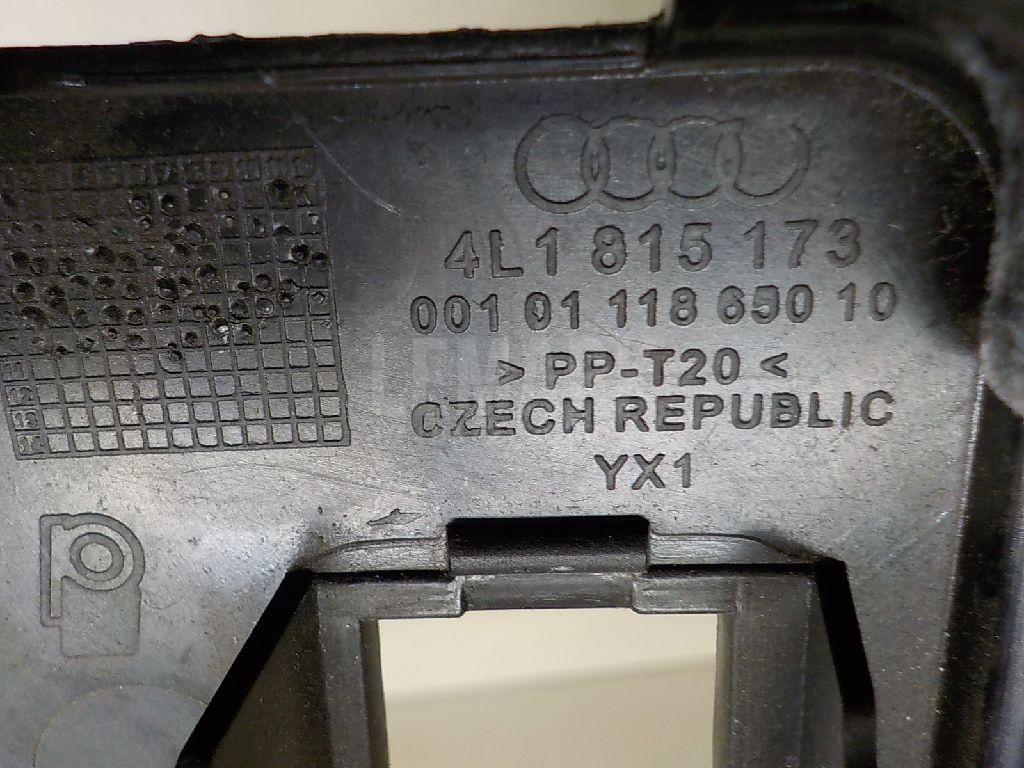 4L1 815 173
001 01 118 650 10
> PP-T20 <
CZECH REPUBLIC
YX1